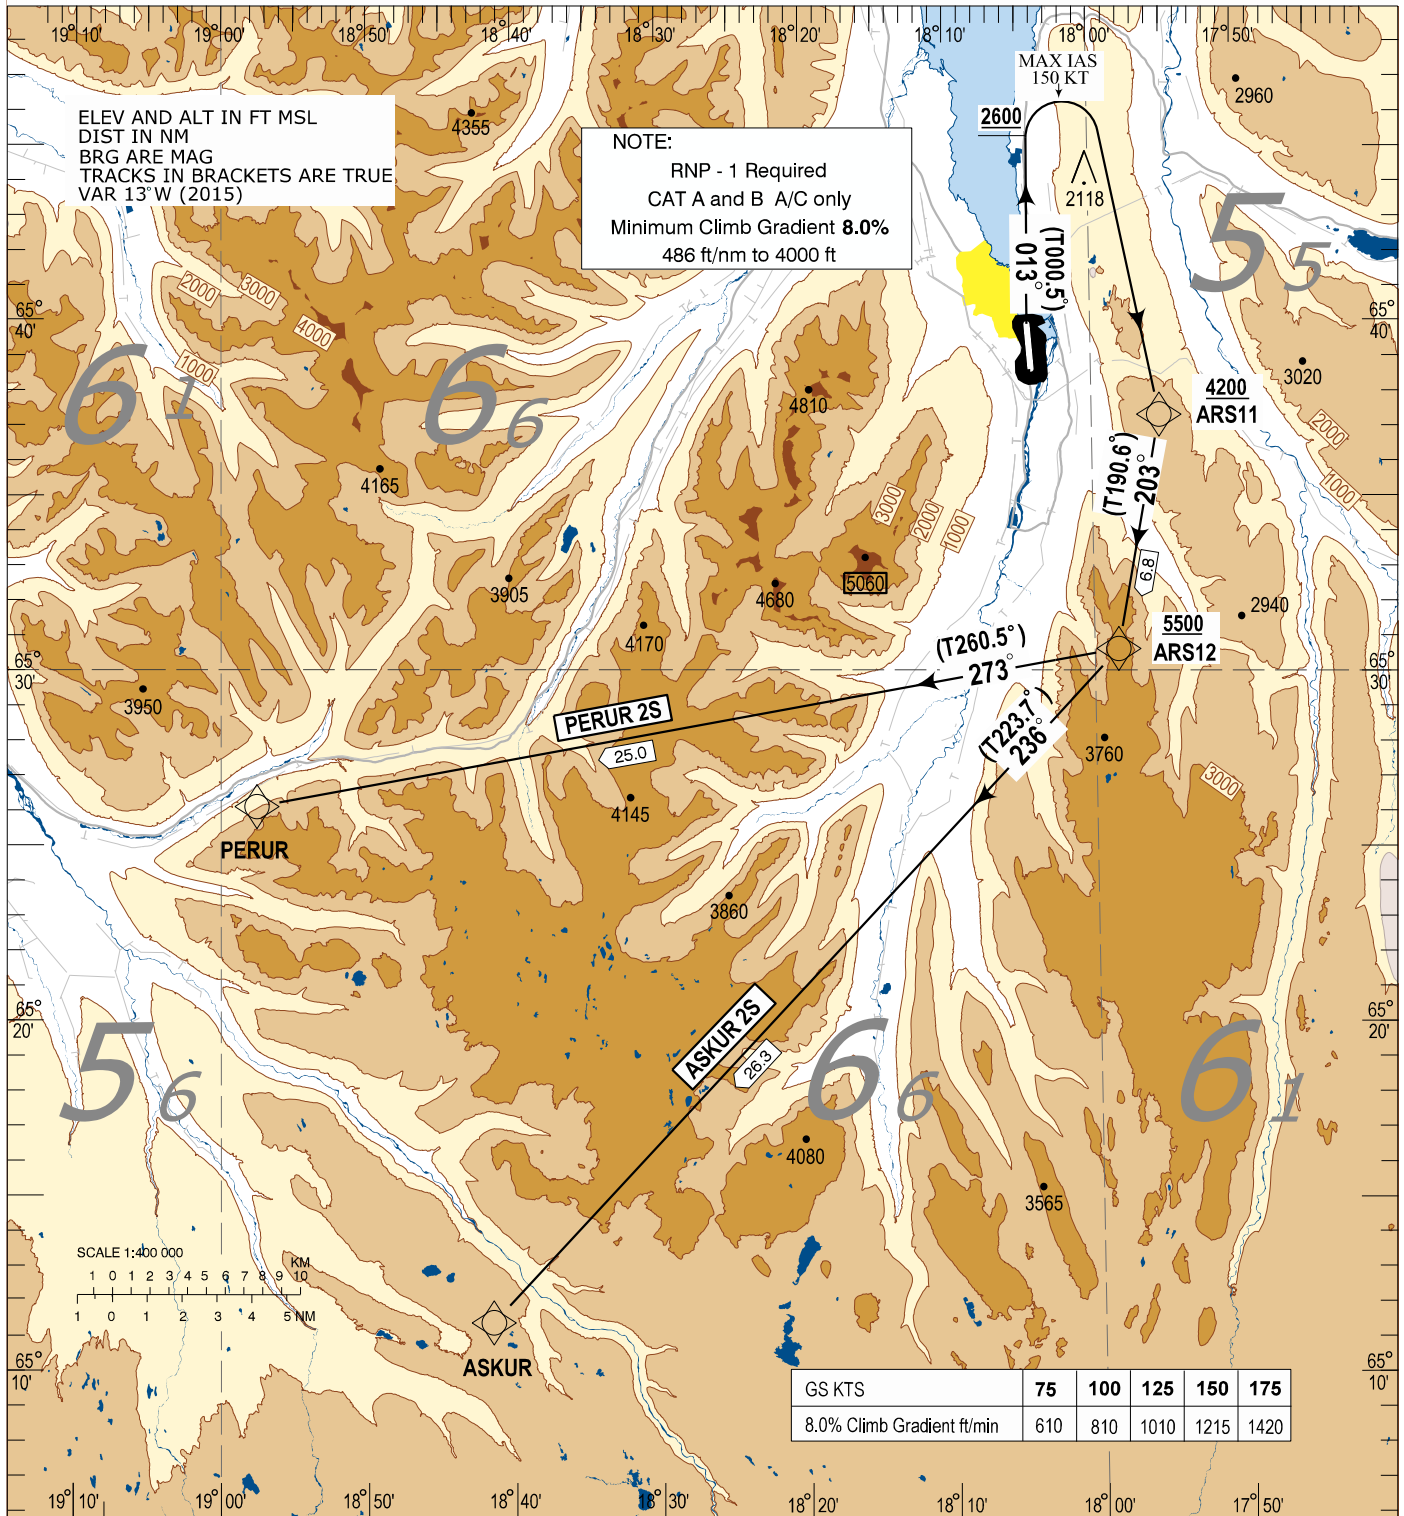 19°10'
19°00'
18°50'
18°40'
18°30'
18°20'
18°10'
18°00'
17°50'
MAX IAS
150 KT
2960
4355
ELEV AND ALT IN FT MSL
DIST IN NM
BRG ARE MAG
TRACKS IN BRACKETS ARE TRUE
VAR 13°W (2015)
NOTE:
RNP - 1 Required
CAT A and B A/C only
Minimum Climb Gradient 8.0%
486 ft/nm to 4000 ft
2600
2118
(T000.5°)
013°
55
2000
3000
4000
1000
65°
40'
65°
40'
61
66
3020
4810
4200
ARS11
2000
1000
4165
(T190.6°)
203°
3000
2000
1000
3905
4680
5060
6.8
2940
4170
5500
ARS12
(T260.5°)
273°
65°
30'
65°
30'
3950
PERUR 2S
25.0
(T223.7°)
236°
3760
3000
4145
PERUR
3860
65°
20'
65°
20'
56
ASKUR 2S
26.3
66
61
4080
3565
SCALE 1:400 000
KM
1 0 1 2 3 4 5 6 7 8 9 10
1 0 1 2 3 4 5 NM
ASKUR
65°
10'
65°
10'
GS KTS 75 100 125 150 175
8.0% Climb Gradient ft/min 610 810 1010 1215 1420
19°10'
19°00'
18°50'
18°40'
18°30'
18°20'
18°10'
18°00'
17°50'